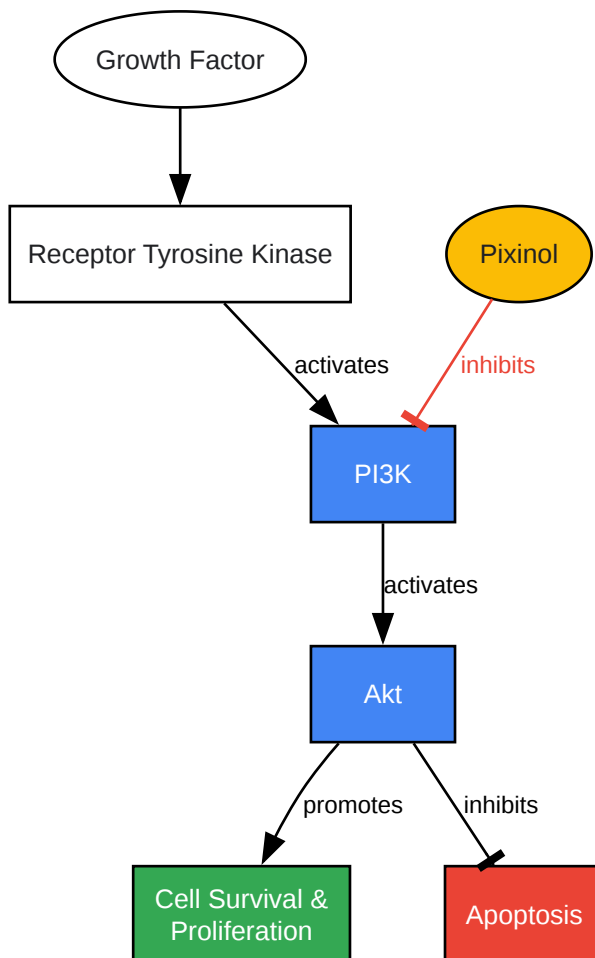 Growth Factor
Receptor Tyrosine Kinase
Pixinol
activates
inhibits
PI3K
activates
Akt
promotes
inhibits
Cell Survival &
Proliferation
Apoptosis